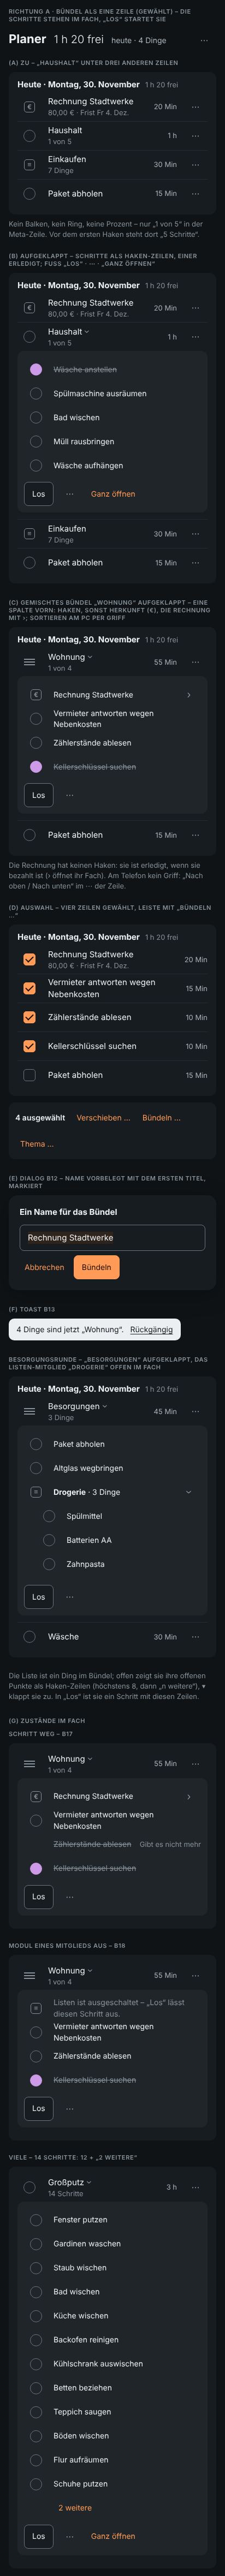 RICHTUNG A · BÜNDEL ALS EINE ZEILE (GEWÄHLT) – DIE
SCHRITTE STEHEN IM FACH, „LOS“ STARTET SIE
Planer 1 h 20 frei heute · 4 Dinge ⋯
(A) ZU – „HAUSHALT“ UNTER DREI ANDEREN ZEILEN
Heute · Montag, 30. November 1 h 20 frei
€ Rechnung Stadtwerke 20 Min ⋯
80,00 € · Frist Fr 4. Dez.
Haushalt 1 h ⋯
1 von 5
Einkaufen 30 Min ⋯
7 Dinge
Paket abholen 15 Min ⋯
Kein Balken, kein Ring, keine Prozent – nur „1 von 5“ in der
Meta-Zeile. Vor dem ersten Haken steht dort „5 Schritte“.
(B) AUFGEKLAPPT – SCHRITTE ALS HAKEN-ZEILEN, EINER
ERLEDIGT; FUSS „LOS“ · ⋯ · „GANZ ÖFFNEN“
Heute · Montag, 30. November 1 h 20 frei
€ Rechnung Stadtwerke 20 Min ⋯
80,00 € · Frist Fr 4. Dez.
Haushalt 1 h ⋯
1 von 5
Wäsche anstellen
Spülmaschine ausräumen
Bad wischen
Müll rausbringen
Wäsche aufhängen
Los ⋯ Ganz öffnen
Einkaufen 30 Min ⋯
7 Dinge
Paket abholen 15 Min ⋯
(C) GEMISCHTES BÜNDEL „WOHNUNG“ AUFGEKLAPPT – EINE
SPALTE VORN: HAKEN, SONST HERKUNFT (€), DIE RECHNUNG
MIT ›; SORTIEREN AM PC PER GRIFF
Heute · Montag, 30. November 1 h 20 frei
Wohnung 55 Min ⋯
1 von 4
€ Rechnung Stadtwerke ›
Vermieter antworten wegen
Nebenkosten
Zählerstände ablesen
Kellerschlüssel suchen
Los ⋯
Paket abholen 15 Min ⋯
Die Rechnung hat keinen Haken: sie ist erledigt, wenn sie
bezahlt ist (› öffnet ihr Fach). Am Telefon kein Griff: „Nach
oben / Nach unten“ im ⋯ der Zeile.
(D) AUSWAHL – VIER ZEILEN GEWÄHLT, LEISTE MIT „BÜNDELN
…“
Heute · Montag, 30. November 1 h 20 frei
Rechnung Stadtwerke 20 Min
80,00 € · Frist Fr 4. Dez.
Vermieter antworten wegen 15 Min
Nebenkosten
Zählerstände ablesen 10 Min
Kellerschlüssel suchen 10 Min
Paket abholen 15 Min
4 ausgewählt Verschieben … Bündeln …
Thema …
(E) DIALOG B12 – NAME VORBELEGT MIT DEM ERSTEN TITEL,
MARKIERT
Ein Name für das Bündel
Rechnung Stadtwerke
Abbrechen Bündeln
(F) TOAST B13
4 Dinge sind jetzt „Wohnung“. Rückgängig
BESORGUNGSRUNDE – „BESORGUNGEN“ AUFGEKLAPPT, DAS
LISTEN-MITGLIED „DROGERIE“ OFFEN IM FACH
Heute · Montag, 30. November 1 h 20 frei
Besorgungen 45 Min ⋯
3 Dinge
Paket abholen
Altglas wegbringen
Drogerie · 3 Dinge
Spülmittel
Batterien AA
Zahnpasta
Los ⋯
Wäsche 30 Min ⋯
Die Liste ist ein Ding im Bündel; offen zeigt sie ihre offenen
Punkte als Haken-Zeilen (höchstens 8, dann „n weitere“), ▾
klappt sie zu. In „Los“ ist sie ein Schritt mit diesen Zeilen.
(G) ZUSTÄNDE IM FACH
SCHRITT WEG – B17
Wohnung 55 Min ⋯
1 von 4
€ Rechnung Stadtwerke ›
Vermieter antworten wegen
Nebenkosten
Zählerstände ablesen Gibt es nicht mehr
Kellerschlüssel suchen
Los ⋯
MODUL EINES MITGLIEDS AUS – B18
Wohnung 55 Min ⋯
1 von 4
Listen ist ausgeschaltet – „Los“ lässt
diesen Schritt aus.
Vermieter antworten wegen
Nebenkosten
Zählerstände ablesen
Kellerschlüssel suchen
Los ⋯
VIELE – 14 SCHRITTE: 12 + „2 WEITERE“
Großputz 3 h ⋯
14 Schritte
Fenster putzen
Gardinen waschen
Staub wischen
Bad wischen
Küche wischen
Backofen reinigen
Kühlschrank auswischen
Betten beziehen
Teppich saugen
Böden wischen
Flur aufräumen
Schuhe putzen
2 weitere
Los ⋯ Ganz öffnen